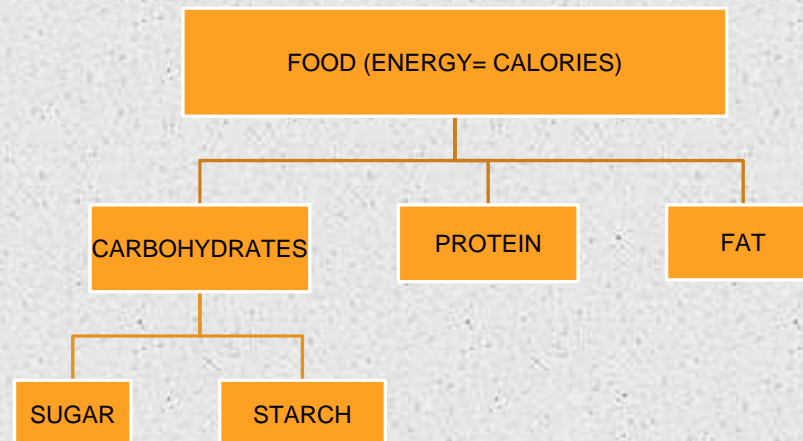 FOOD (ENERGY= CALORIES)
CARBOHYDRATES
PROTEIN
FAT
SUGAR
STARCH